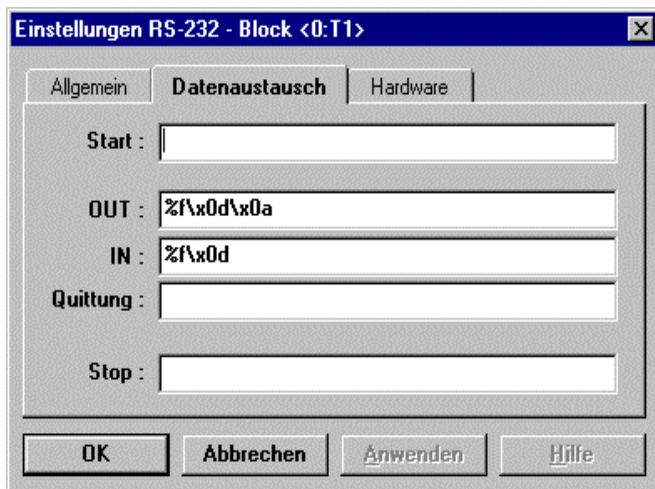 Einstellungen RS-232 - Block <0:T1>
Allgemein Datenaustausch Hardware
Start :
OUT : %f\x0d\x0a
IN : %f\x0d
Quittung :
Stop :
OK Abbrechen Anwenden Hilfe